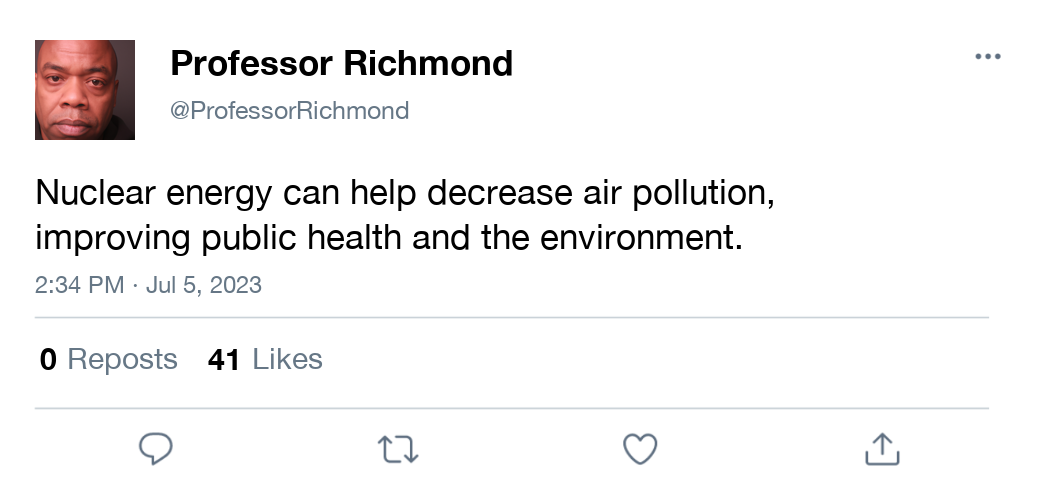 Professor Richmond
@ProfessorRichmond
Nuclear energy can help decrease air pollution,
improving public health and the environment.
2:34 PM · Jul 5, 2023
0 Reposts 41 Likes